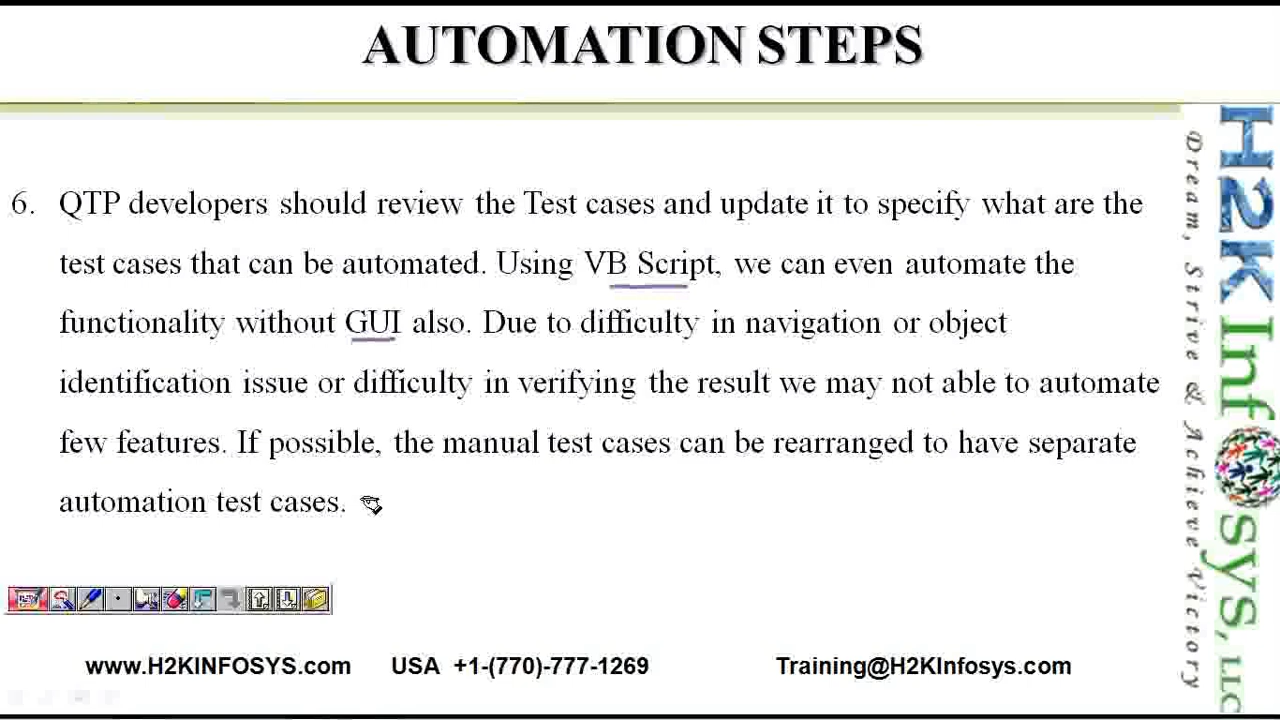 AUTOMATION STEPS
6. QTP developers should review the Test cases and update it to specify what are the
test cases that can be automated. Using VB Script, we can even automate the
functionality without GUI also. Due to difficulty in navigation or object
identification issue or difficulty in verifying the result we may not able to automate
few features. If possible, the manual test cases can be rearranged to have separate
automation test cases.
www.H2KINFOSYS.com USA +1-(770)-777-1269 Training@H2KInfosys.com
Dream, Strive & Achieve Victory
H2K Infosys, LLC